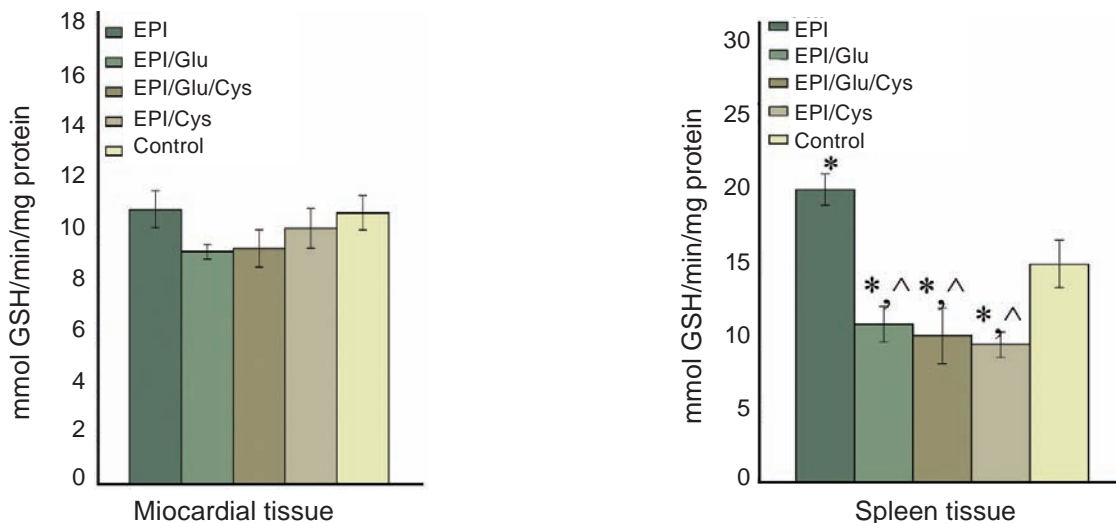 mmol GSH/min/mg protein
18
16
14
12
10
8
6
4
2
0
EPI
EPI/Glu
EPI/Glu/Cys
EPI/Cys
Control
Miocardial tissue
mmol GSH/min/mg protein
30
25
20
15
10
5
0
EPI
EPI/Glu
EPI/Glu/Cys
EPI/Cys
Control
*
*,^
*,^
*,^
Spleen tissue